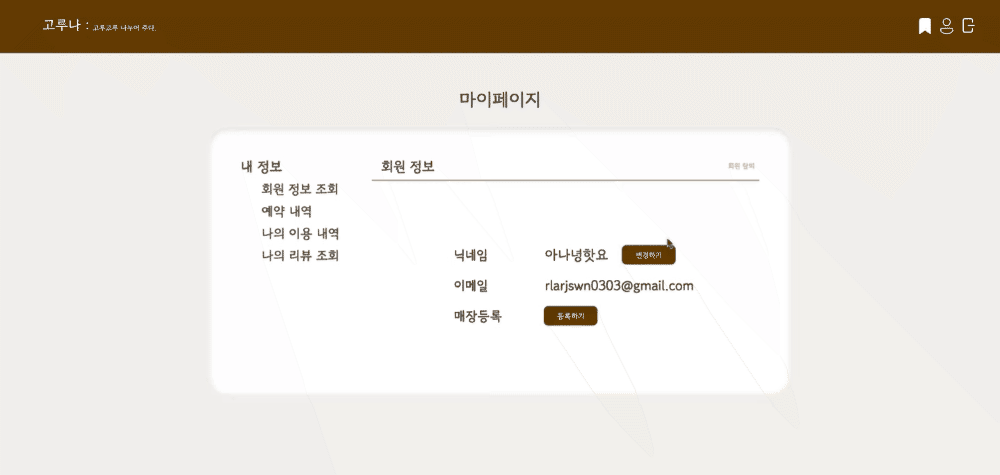 고루나 : 고루고루 나누어 주다.
마이페이지
내 정보
회원 정보 조회
예약 내역
나의 이용 내역
나의 리뷰 조회
회원 정보
회원 탈퇴
닉네임 아나녕핫요 변경하기
이메일 rlarjswn0303@gmail.com
매장등록 등록하기